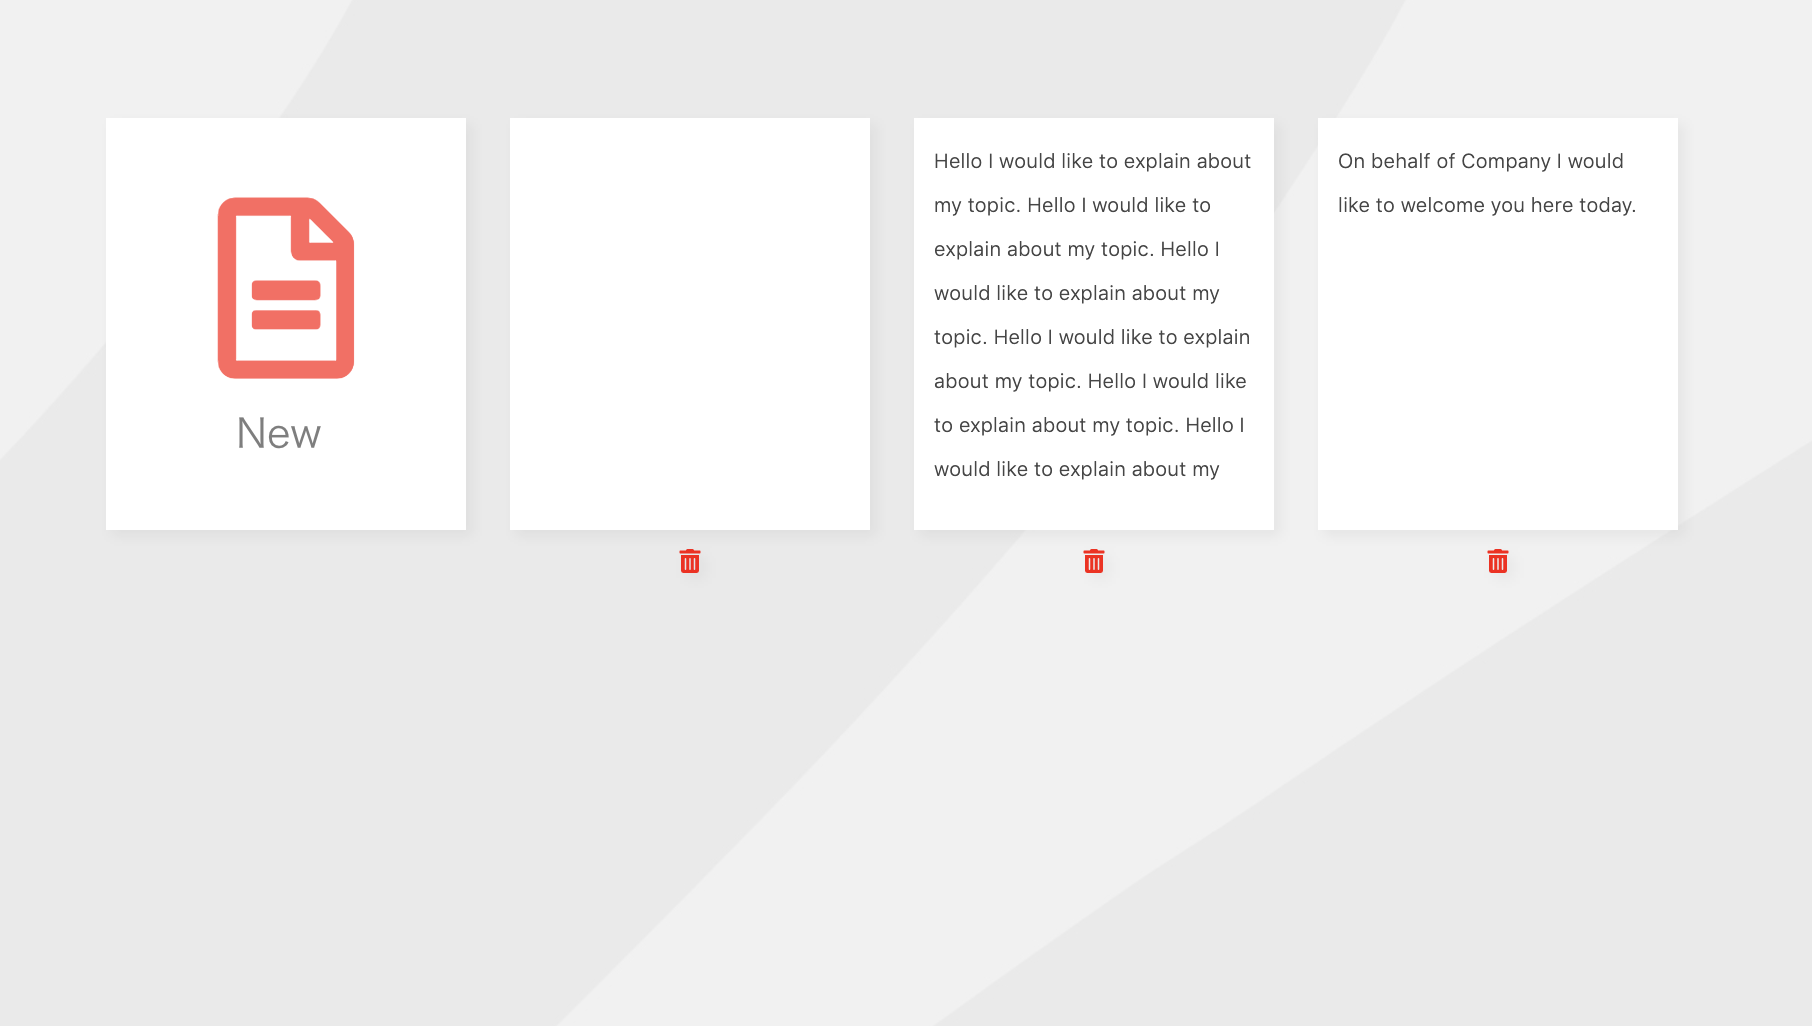 New
Hello I would like to explain about
my topic. Hello I would like to
explain about my topic. Hello I
would like to explain about my
topic. Hello I would like to explain
about my topic. Hello I would like
to explain about my topic. Hello I
would like to explain about my
On behalf of Company I would
like to welcome you here today.